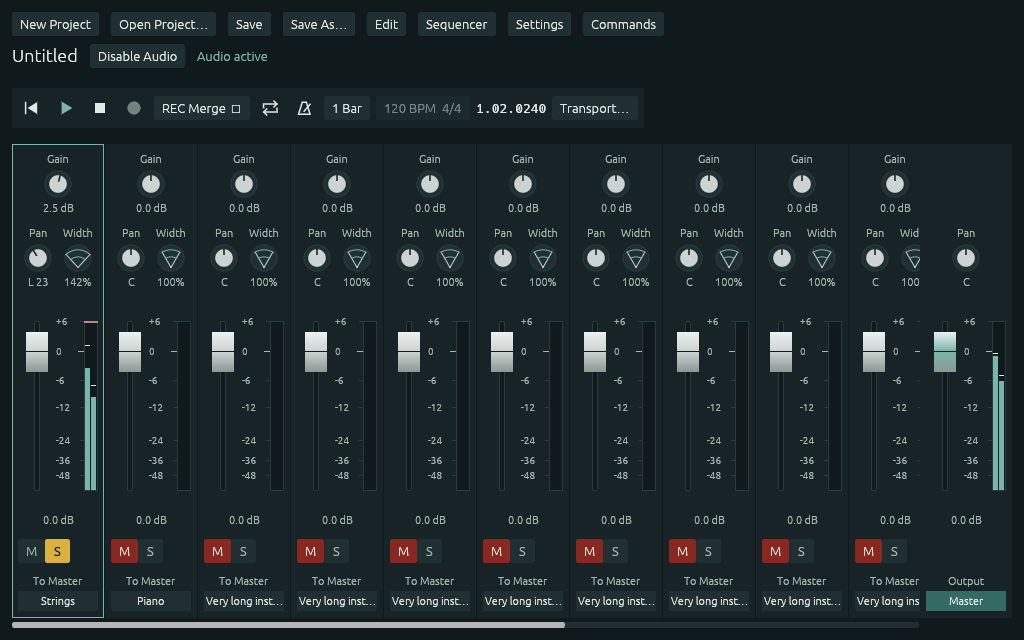 New Project Open Project... Save Save As... Edit Sequencer Settings Commands
Untitled Disable Audio Audio active
REC Merge 1 Bar 120 BPM 4/4 1.02.0240 Transport...
Gain Gain Gain Gain Gain Gain Gain Gain Gain Gain
2.5 dB 0.0 dB 0.0 dB 0.0 dB 0.0 dB 0.0 dB 0.0 dB 0.0 dB 0.0 dB 0.0 dB
Pan Width Pan Width Pan Width Pan Width Pan Width Pan Width Pan Width Pan Width Pan Width Pan Wid Pan
L 23 142% C 100% C 100% C 100% C 100% C 100% C 100% C 100% C 100% C 100 C
+6 +6 +6 +6 +6 +6 +6 +6 +6 +6 +6
0 0 0 0 0 0 0 0 0 0 0
-6 -6 -6 -6 -6 -6 -6 -6 -6 -6 -6
-12 -12 -12 -12 -12 -12 -12 -12 -12 -12 -12
-24 -24 -24 -24 -24 -24 -24 -24 -24 -24 -24
-36 -36 -36 -36 -36 -36 -36 -36 -36 -36 -36
-48 -48 -48 -48 -48 -48 -48 -48 -48 -48 -48
0.0 dB 0.0 dB 0.0 dB 0.0 dB 0.0 dB 0.0 dB 0.0 dB 0.0 dB 0.0 dB 0.0 dB 0.0 dB
M S M S M S M S M S M S M S M S M S M S
To Master To Master To Master To Master To Master To Master To Master To Master To Master To Master Output
Strings Piano Very long inst... Very long inst... Very long inst... Very long inst... Very long inst... Very long inst... Very long inst... Very long ins Master